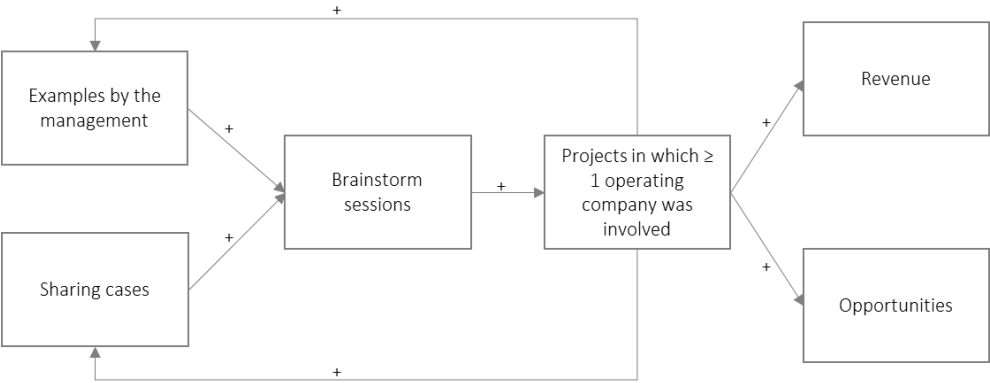 +
Examples by the
management
+
Sharing cases
+
Brainstorm
sessions
+
Projects in which ≥
1 operating
company was
involved
+
Revenue
+
Opportunities
+